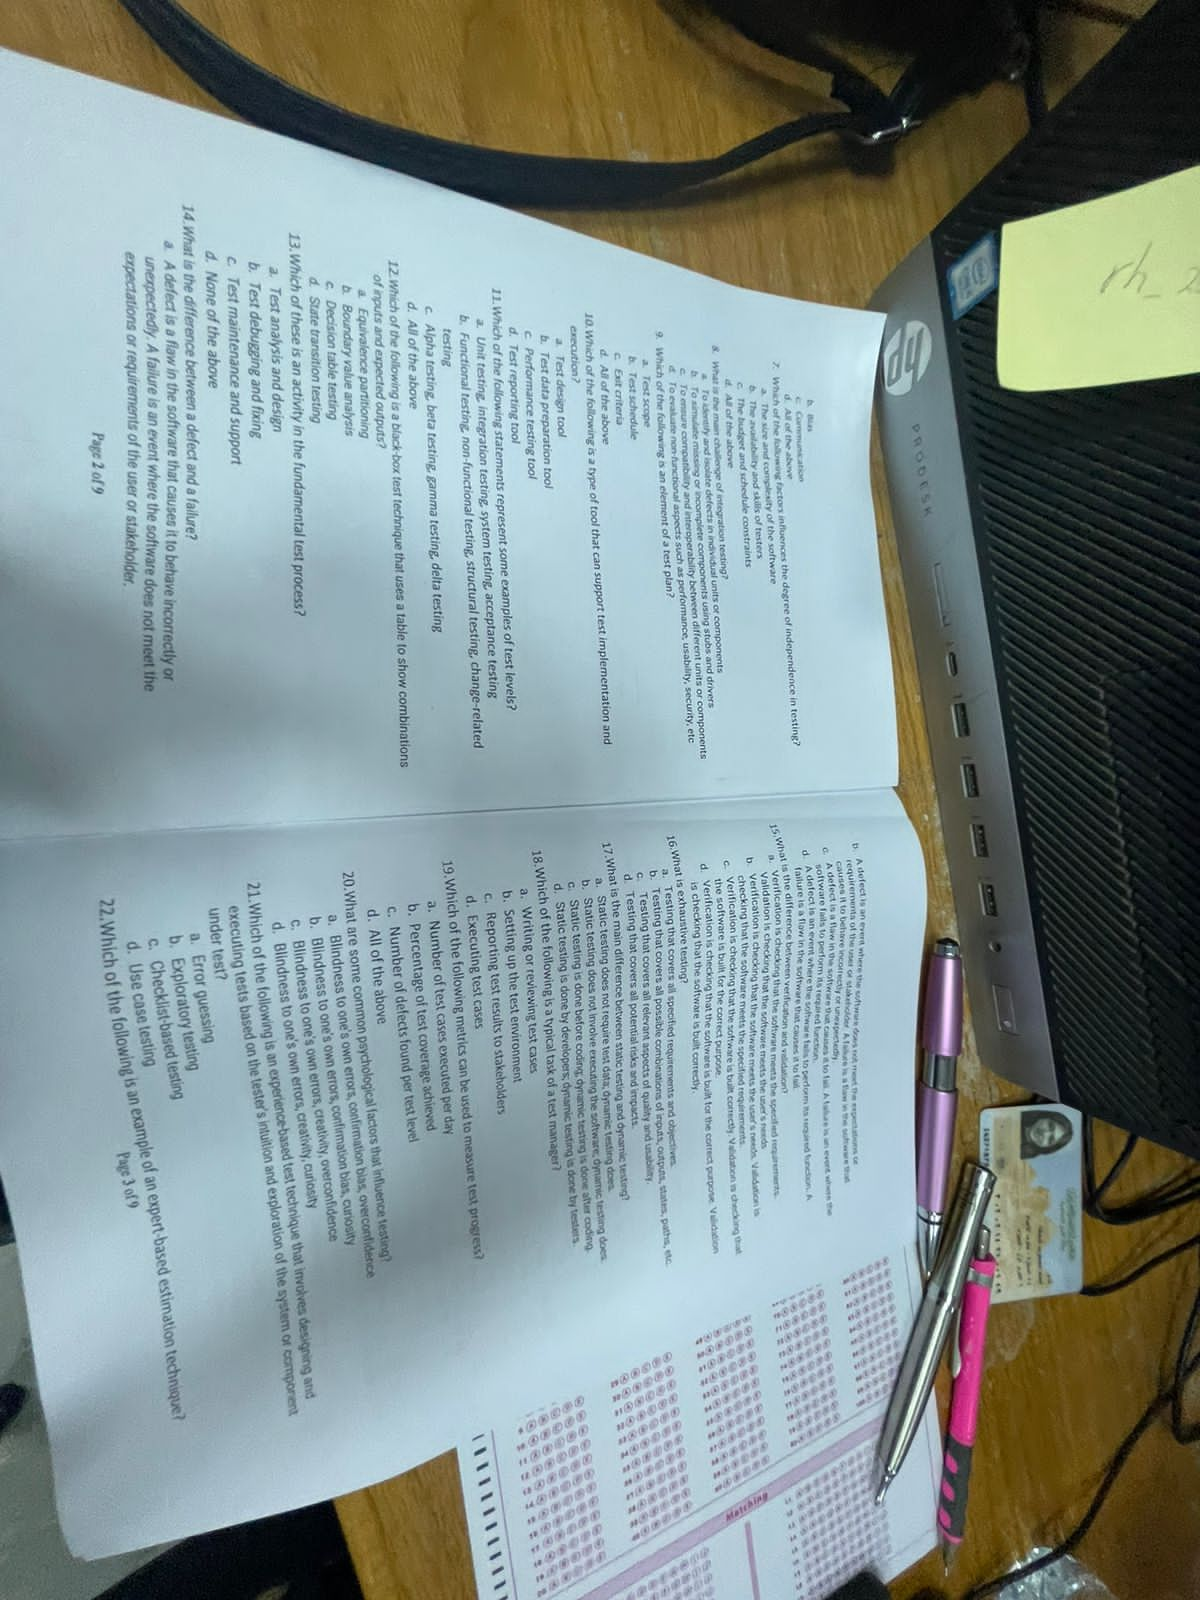 b. Bias
c. Communication
d. All of the above
7. Which of the following factors influences the degree of independence in testing?
a. The size and complexity of the software
b. The availability and skills of testers
c. The budget and schedule constraints
d. All of the above
8. What is the main challenge of integration testing?
a. To identify and isolate defects in individual units or components
b. To simulate missing or incomplete components using stubs and drivers
c. To ensure compatibility and interoperability between different units or components
d. To evaluate non-functional aspects such as performance, usability, security, etc
9. Which of the following is an element of a test plan?
a. Test scope
b. Test schedule
c. Exit criteria
d. All of the above
10.Which of the following is a type of tool that can support test implementation and
execution?
a. Test design tool
b. Test data preparation tool
c. Performance testing tool
d. Test reporting tool
11.Which of the following statements represent some examples of test levels?
a. Unit testing, integration testing, system testing, acceptance testing
b. Functional testing, non-functional testing, structural testing, change-related
testing
c. Alpha testing, beta testing, gamma testing, delta testing
d. All of the above
12.Which of the following is a black-box test technique that uses a table to show combinations
of inputs and expected outputs?
a. Equivalence partitioning
b. Boundary value analysis
c. Decision table testing
d. State transition testing
13.Which of these is an activity in the fundamental test process?
a. Test analysis and design
b. Test debugging and fixing
c. Test maintenance and support
d. None of the above
14.What is the difference between a defect and a failure?
a. A defect is a flaw in the software that causes it to behave incorrectly or
unexpectedly. A failure is an event where the software does not meet the
expectations or requirements of the user or stakeholder.
Page 2 of 9
b. A defect is an event where the software does not meet the expectations or
requirements of the user or stakeholder. A failure is a flaw in the software that
causes it to behave incorrectly or unexpectedly.
c. A defect is a flaw in the software that causes it to fail. A failure is an event where the
software fails to perform its required function.
d. A defect is an event where the software fails to perform its required function. A
failure is a flaw in the software that causes it to fail.
15.What is the difference between verification and validation?
a. Verification is checking that the software meets the specified requirements.
Validation is checking that the software meets the user's needs.
b. Verification is checking that the software meets the user's needs. Validation is
checking that the software meets the specified requirements.
c. Verification is checking that the software is built correctly. Validation is checking that
the software is built for the correct purpose.
d. Verification is checking that the software is built for the correct purpose. Validation
is checking that the software is built correctly.
16.What is exhaustive testing?
a. Testing that covers all specified requirements and objectives.
b. Testing that covers all possible combinations of inputs, outputs, states, paths, etc.
c. Testing that covers all relevant aspects of quality and usability.
d. Testing that covers all potential risks and impacts.
17.What is the main difference between static testing and dynamic testing?
a. Static testing does not require test data; dynamic testing does.
b. Static testing does not involve executing the software; dynamic testing does.
c. Static testing is done before coding; dynamic testing is done after coding.
d. Static testing is done by developers; dynamic testing is done by testers.
18.Which of the following is a typical task of a test manager?
a. Writing or reviewing test cases
b. Setting up the test environment
c. Reporting test results to stakeholders
d. Executing test cases
19.Which of the following metrics can be used to measure test progress?
a. Number of test cases executed per day
b. Percentage of test coverage achieved
c. Number of defects found per test level
d. All of the above
20.What are some common psychological factors that influence testing?
a. Blindness to one's own errors, confirmation bias, overconfidence
b. Blindness to one's own errors, confirmation bias, curiosity
c. Blindness to one's own errors, creativity, overconfidence
d. Blindness to one's own errors, creativity, curiosity
21.Which of the following is an experience-based test technique that involves designing and
executing tests based on the tester's intuition and exploration of the system or component
under test?
a. Error guessing
b. Exploratory testing
c. Checklist-based testing
d. Use case testing
22.Which of the following is an example of an expert-based estimation technique?
Page 3 of 9
hp
PRODESK
rh_
Matching